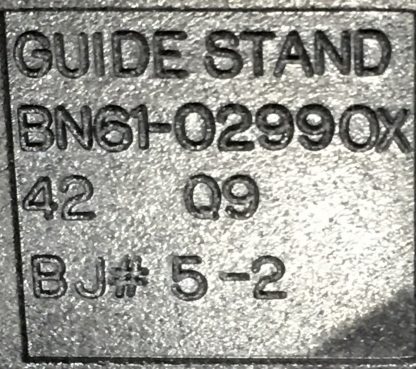 GUIDE STAND
BN61-02990X
42 Q9
BJ# 5-2